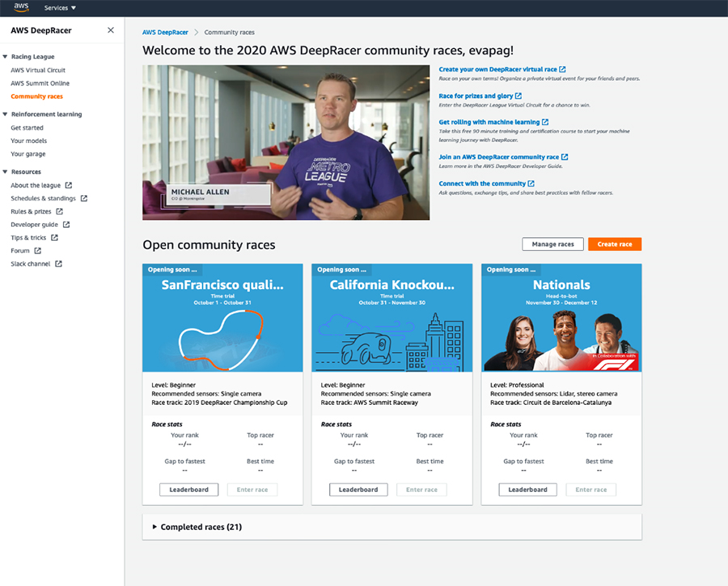 aws
Services
AWS DeepRacer
Racing League
AWS Virtual Circuit
AWS Summit Online
Community races
Reinforcement learning
Get started
Your models
Your garage
Resources
About the league
Schedules & standings
Rules & prizes
Developer guide
Tips & tricks
Forum
Slack channel
AWS DeepRacer > Community races
Welcome to the 2020 AWS DeepRacer community races, evapag!
METRO
LEAGUE
MICHAEL ALLEN
Create your own DeepRacer virtual race
Race on your own terms! Organize a private event for your friends and peers.
Race for prizes and glory
Enter the DeepRacer League Virtual Circuit for a chance to win.
Get rolling with machine learning
Take this free 90 minute training and certification course to start your machine
learning journey with DeepRacer.
Join an AWS DeepRacer community race
Learn more in the AWS DeepRacer Developer Guide.
Connect with the community
Ask questions, exchange tips, and share best practices with fellow racers.
Open community races
Manage races
Create race
Opening soon ...
SanFrancisco quali...
Time trial
October 1 - October 31
Level: Beginner
Recommended sensors: Single camera
Race track: 2019 DeepRacer Championship Cup
Race stats
Your rank Top racer
--/-- --
Gap to fastest Best time
-- --
Leaderboard Enter race
Opening soon ...
California Knockou...
Time trial
October 31 - November 30
Level: Beginner
Recommended sensors: Single camera
Race track: AWS Summit Raceway
Race stats
Your rank Top racer
--/-- --
Gap to fastest Best time
-- --
Leaderboard Enter race
Opening soon ...
Nationals
Head-to-bot
November 30 - December 12
in Collaboration with
F1
Level: Professional
Recommended sensors: Lidar, stereo camera
Race track: Circuit de Barcelona-Catalunya
Race stats
Your rank Top racer
--/-- --
Gap to fastest Best time
-- --
Leaderboard Enter race
Completed races (21)